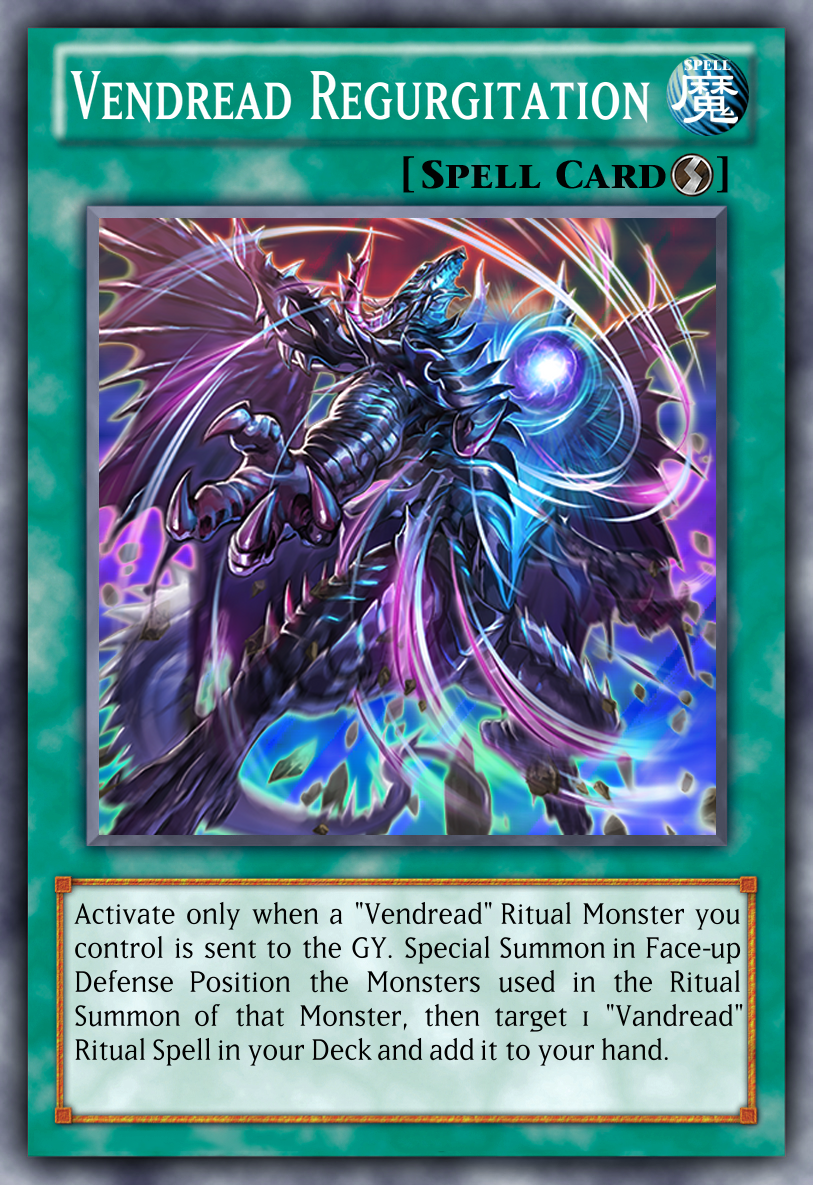 Vendread Regurgitation
SPELL
魔
[Spell Card]
Activate only when a "Vendread" Ritual Monster you
control is sent to the GY. Special Summon in Face-up
Defense Position the Monsters used in the Ritual
Summon of that Monster, then target 1 "Vandread"
Ritual Spell in your Deck and add it to your hand.